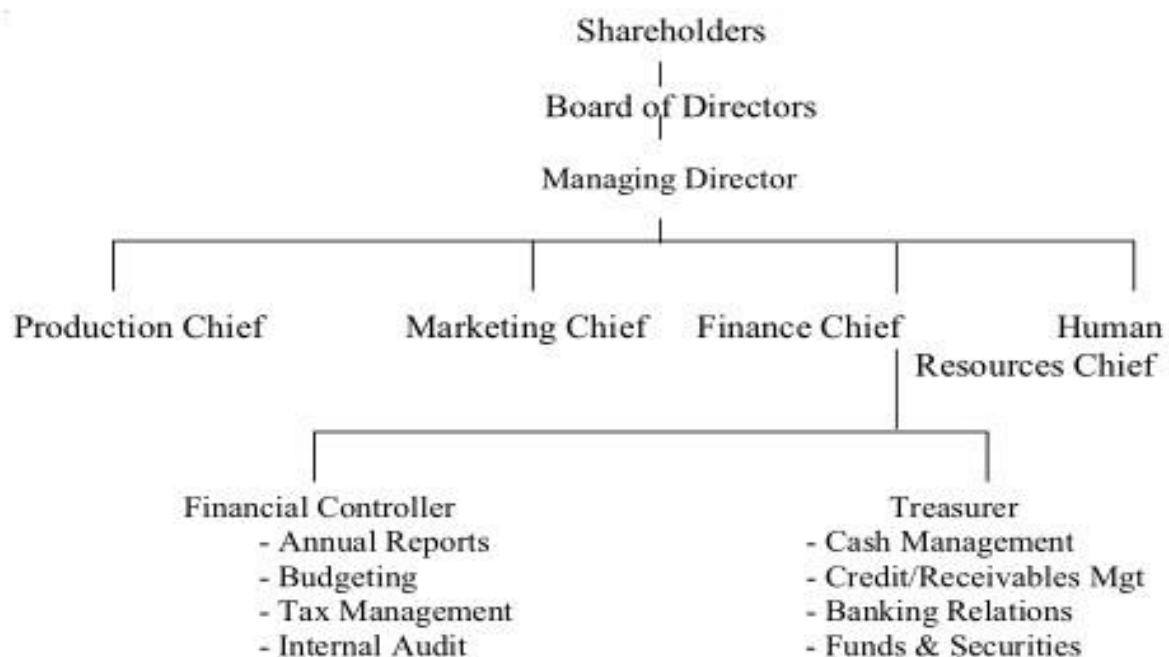 Shareholders
Board of Directors
Managing Director
Production Chief
Marketing Chief
Finance Chief
Human
Resources Chief
Financial Controller
- Annual Reports
- Budgeting
- Tax Management
- Internal Audit
Treasurer
- Cash Management
- Credit/Receivables Mgt
- Banking Relations
- Funds & Securities